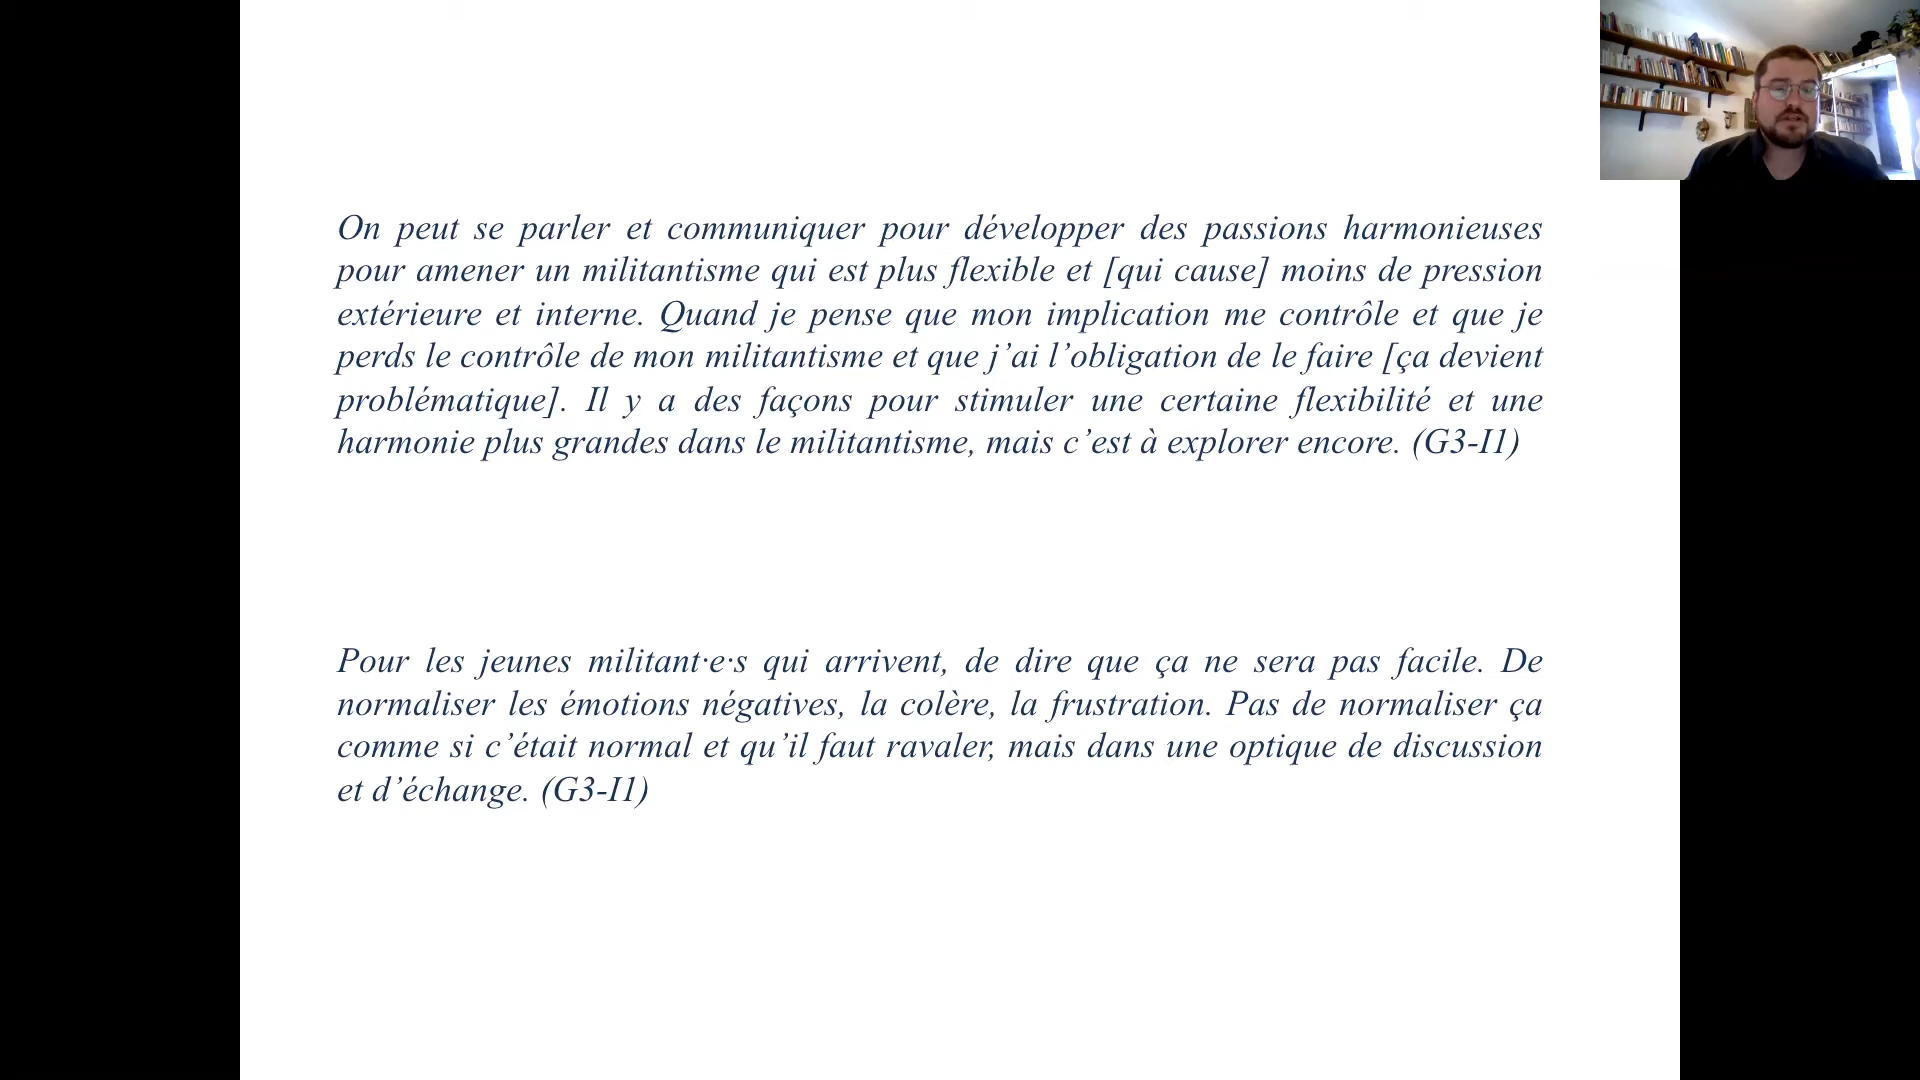 On peut se parler et communiquer pour développer des passions harmonieuses
pour amener un militantisme qui est plus flexible et [qui cause] moins de pression
extérieure et interne. Quand je pense que mon implication me contrôle et que je
perds le contrôle de mon militantisme et que j’ai l’obligation de le faire [ça devient
problématique]. Il y a des façons pour stimuler une certaine flexibilité et une
harmonie plus grandes dans le militantisme, mais c’est à explorer encore. (G3-I1)
Pour les jeunes militant·e·s qui arrivent, de dire que ça ne sera pas facile. De
normaliser les émotions négatives, la colère, la frustration. Pas de normaliser ça
comme si c’était normal et qu’il faut ravaler, mais dans une optique de discussion
et d’échange. (G3-I1)